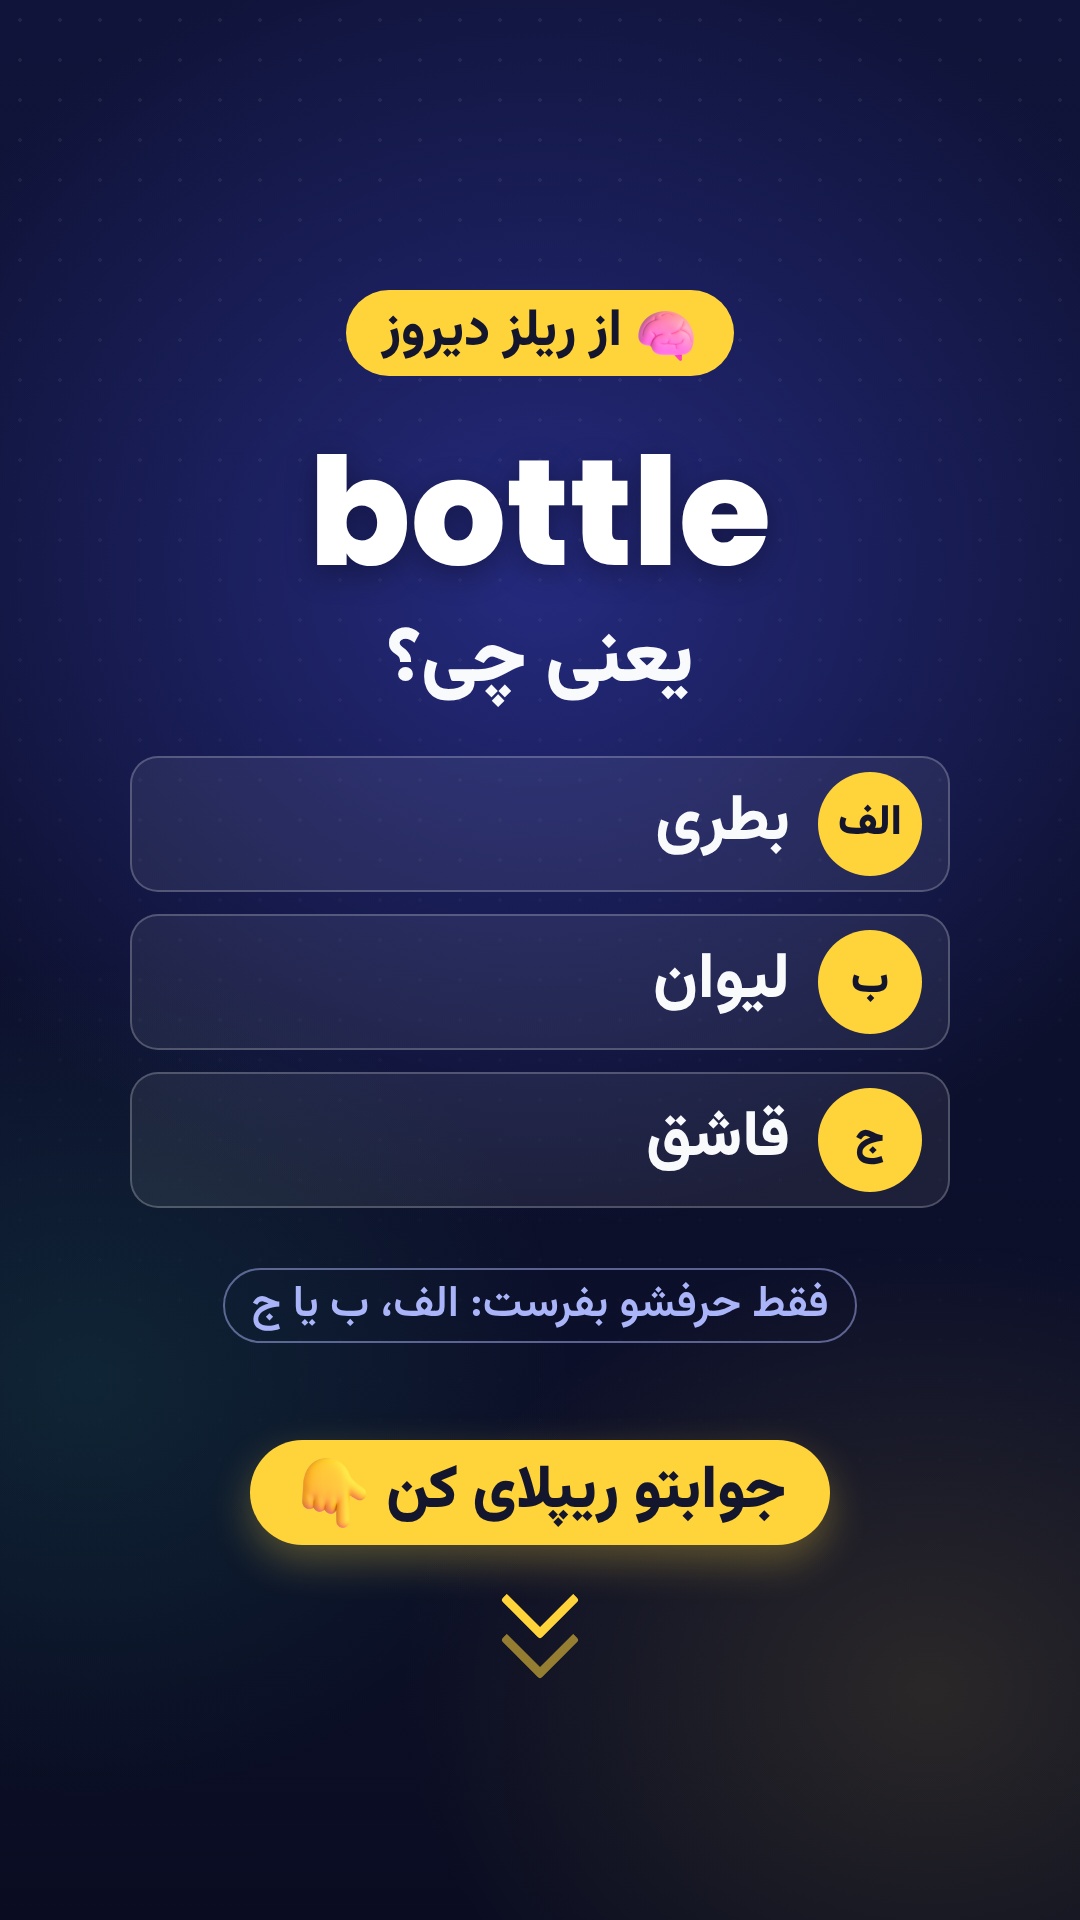 🧠 از ریلز دیروز
bottle
یعنی چی؟
الف بطری
ب لیوان
ج قاشق
فقط حرفشو بفرست: الف، ب یا ج
جوابتو ریپلای کن 👇